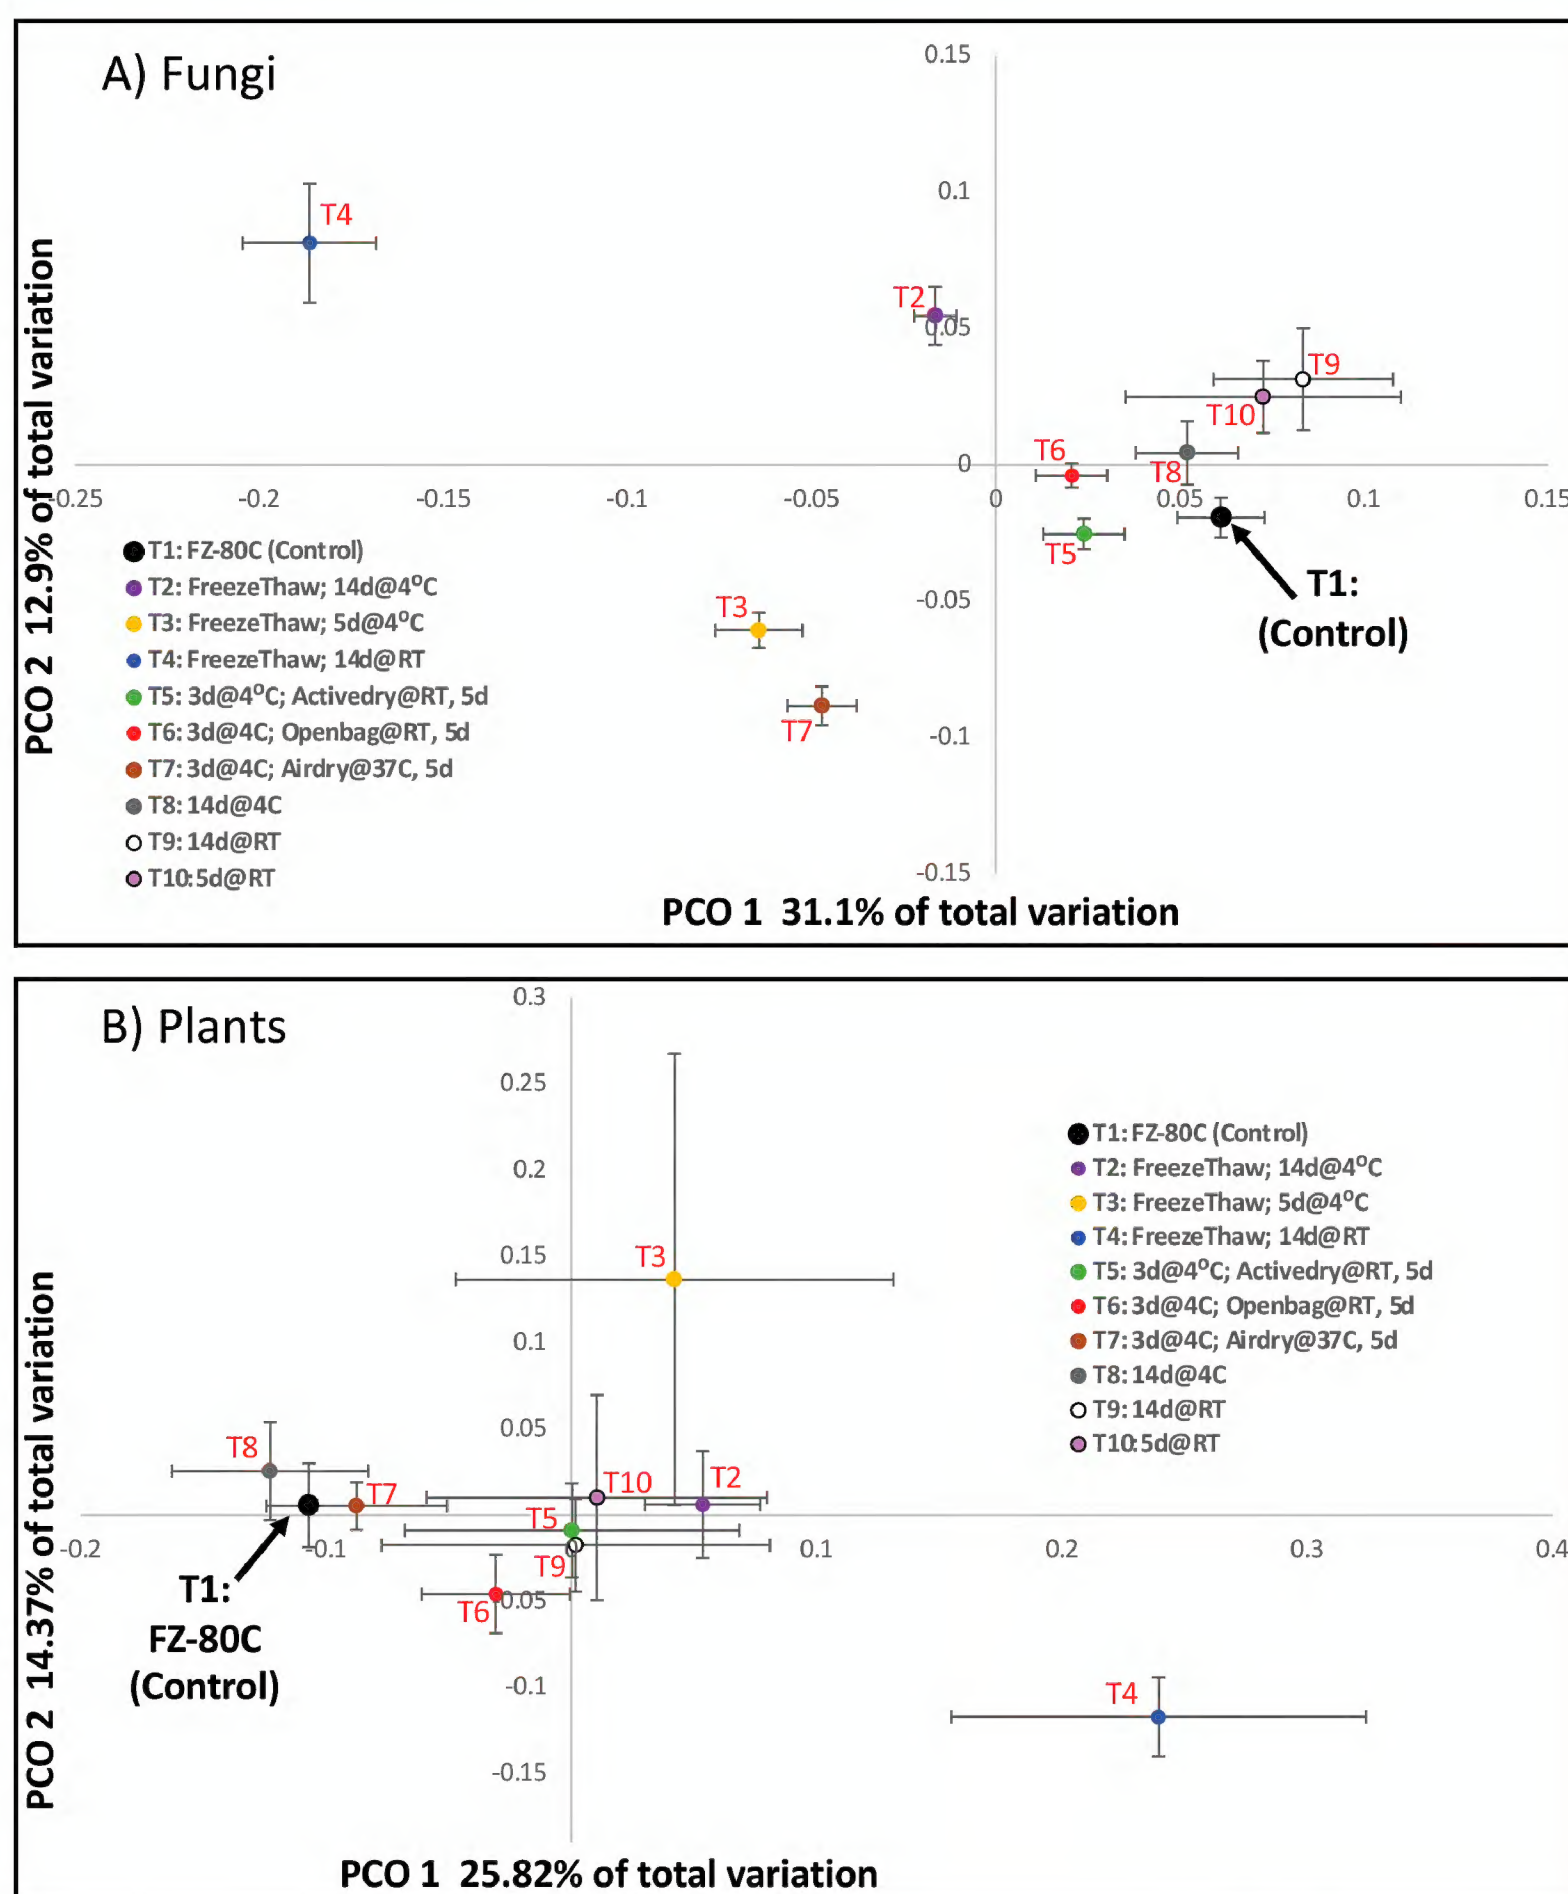 A) Fungi
0.15
0.1
T4
T2
0.05
T9
T10
T6
0
T8
-0.25 -0.2 -0.15 -0.1 -0.05 0 0.05 0.1 0.15
T5
T1:
(Control)
T3
-0.05
T7
-0.1
-0.15
T1: FZ-80C (Control)
T2: FreezeThaw; 14d@4°C
T3: FreezeThaw; 5d@4°C
T4: FreezeThaw; 14d@RT
T5: 3d@4°C; Activedry@RT, 5d
T6: 3d@4C; Openbag@RT, 5d
T7: 3d@4C; Airdry@37C, 5d
T8: 14d@4C
T9: 14d@RT
T10: 5d@RT
PCO 2 12.9% of total variation
PCO 1 31.1% of total variation
B) Plants
0.3
0.25
0.2
0.15
T3
0.1
0.05
T8
T7
T10
T2
T5
-0.2 -0.1 0 0.1 0.2 0.3 0.4
T9
T6
-0.05
T1:
FZ-80C
(Control)
-0.1
T4
-0.15
T1: FZ-80C (Control)
T2: FreezeThaw; 14d@4°C
T3: FreezeThaw; 5d@4°C
T4: FreezeThaw; 14d@RT
T5: 3d@4°C; Activedry@RT, 5d
T6: 3d@4C; Openbag@RT, 5d
T7: 3d@4C; Airdry@37C, 5d
T8: 14d@4C
T9: 14d@RT
T10: 5d@RT
PCO 2 14.37% of total variation
PCO 1 25.82% of total variation